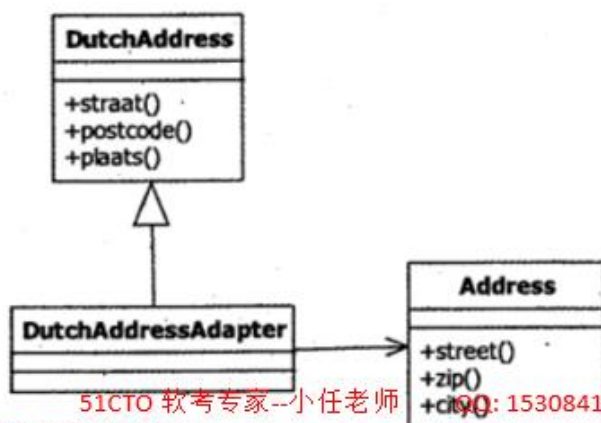 DutchAddress
+straat()
+postcode()
+plaats()
DutchAddressAdapter
Address
+street()
+zip()
+city()
51CTO 软考专家--小任老师 QQ: 1530841